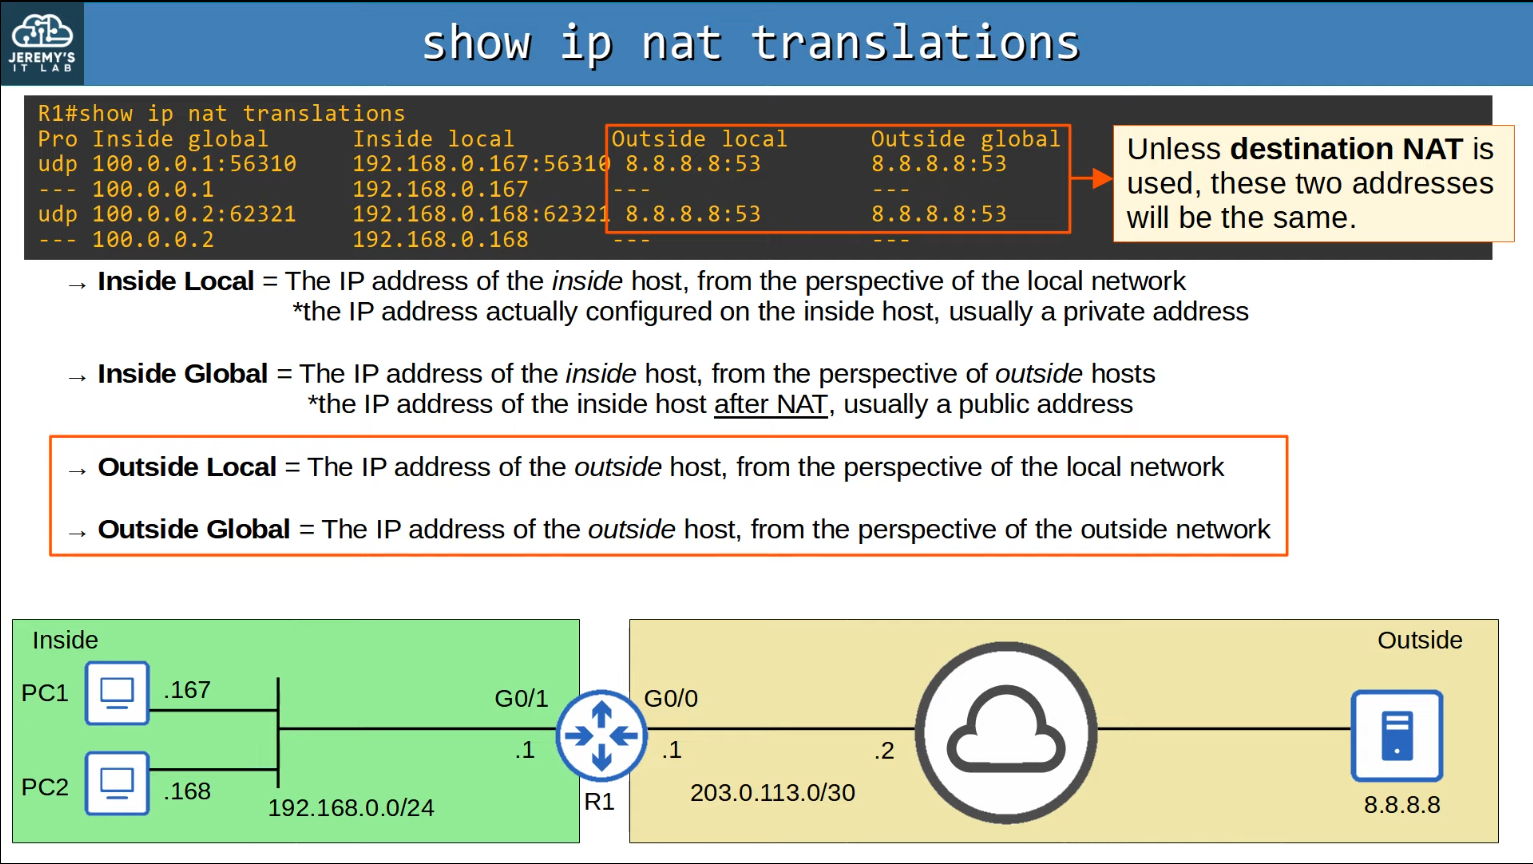 JEREMY'S
IT LAB
show ip nat translations
R1#show ip nat translations
Pro Inside global Inside local Outside local Outside global
udp 100.0.0.1:56310 192.168.0.167:56310 8.8.8.8:53 8.8.8.8:53
--- 100.0.0.1 192.168.0.167 --- ---
udp 100.0.0.2:62321 192.168.0.168:62321 8.8.8.8:53 8.8.8.8:53
--- 100.0.0.2 192.168.0.168 --- ---
Unless destination NAT is
used, these two addresses
will be the same.
→ Inside Local = The IP address of the inside host, from the perspective of the local network
*the IP address actually configured on the inside host, usually a private address
→ Inside Global = The IP address of the inside host, from the perspective of outside hosts
*the IP address of the inside host after NAT, usually a public address
→ Outside Local = The IP address of the outside host, from the perspective of the local network
→ Outside Global = The IP address of the outside host, from the perspective of the outside network
Inside
Outside
PC1
.167
G0/1
G0/0
.1
.1
.2
PC2
.168
192.168.0.0/24
R1
203.0.113.0/30
8.8.8.8